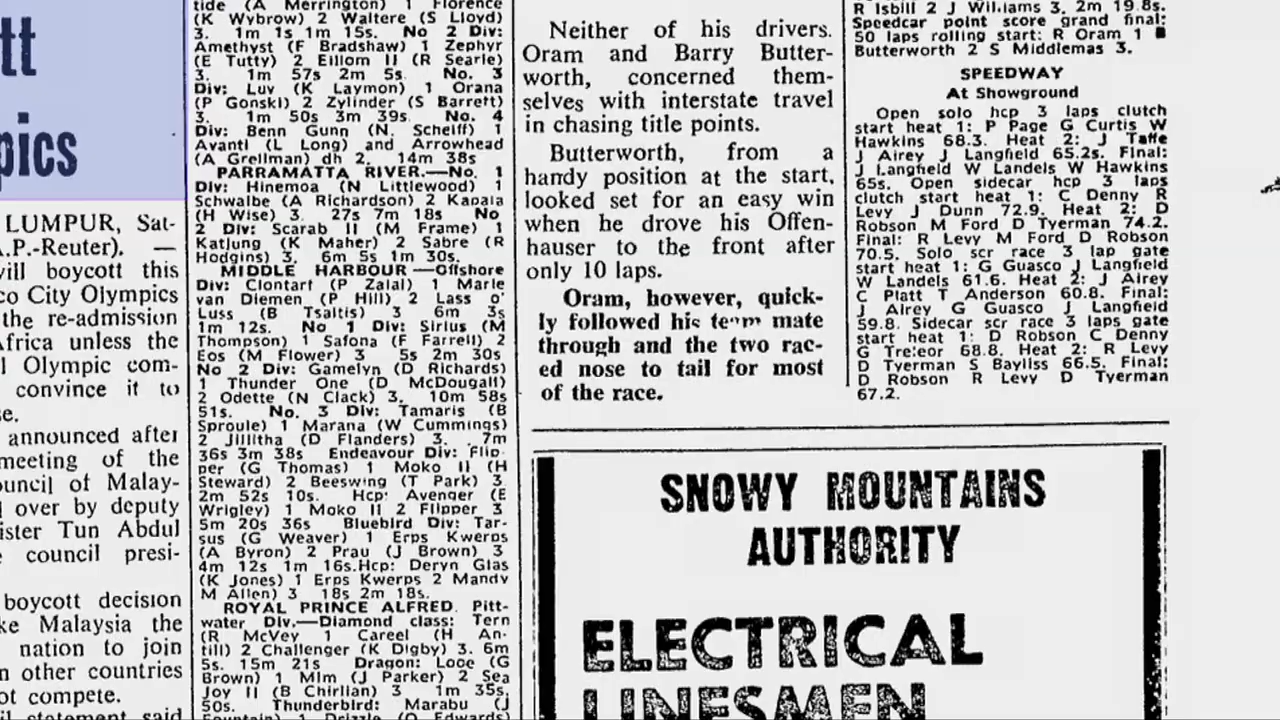 tt
pics
LUMPUR, Sat-
A.P.-Reuter). —
will boycott this
co City Olympics
the re-admission
Africa unless the
l Olympic com-
convince it to
se.
announced after
meeting of the
ouncil of Malay-
over by deputy
ister Tun Abdul
council presi-
boycott decision
ke Malaysia the
nation to join
n other countries
ot compete.
il statement said
tide (A Merrington) 1 Florence
(K Wybrow) 2 Waltere (S Lloyd)
3. 1m 1s 1m 15s. No 2 Div:
Amethyst (F Bradshaw) 1 Zephyr
(E Tutty) 2 Eillom II (R Searle)
3. 1m 57s 2m 5s. No. 3
Div: Luv (K Laymon) 1 Orana
(P Gonski) 2 Zylinder (S Barrett)
3. 1m 50s 3m 39s. No. 4
Div: Benn Gunn (N. Schelff) 1
Avanti (L Long) and Arrowhead
(A Grellman) dh 2. 14m 38s
PARRAMATTA RIVER.—No. 1
Div: Hinemoa (N Littlewood) 1
Schwalbe (A Richardson) 2 Kapala
(H Wise) 3. 27s 7m 18s No
2 Div: Scarab II (M Frame) 1
Katjung (K Maher) 2 Sabre (R
Hodgins) 3. 6m 5s 1m 30s.
MIDDLE HARBOUR —Offshore
Div: Clontarf (P Zalal) 1 Marie
van Diemen (P Hill) 2 Lass o'
Luss (B Tsaltis) 3 6m 3s
1m 12s. No 1 Div: Sirius (M
Thompson) 1 Safona (F Farrell) 2
Eos (M Flower) 3 5s 2m 30s
No 2 Div: Gamelyn (D Richards)
1 Thunder One (D McDougall)
2 Odette (N Clack) 3. 10m 58s
51s. No. 3 Div: Tamaris (B
Sproule) 1 Marana (W Cummings)
2 Jillitha (D Flanders) 3. 7m
36s 3m 38s Endeavour Div: Flip-
per (G Thomas) 1 Moko II (H
Steward) 2 Beeswing (T Park) 3
2m 52s 10s. Hcp: Avenger (E
Wrigley) 1 Moko II 2 Flipper 3
5m 20s 36s Bluebird Div: Tar-
sus (G Weaver) 1 Erps Kwerps
(A Byron) 2 Prau (J Brown) 3
4m 12s 1m 16s.Hcp: Deryn Glas
(K Jones) 1 Erps Kwerps 2 Mandy
M Allen) 3 18s 2m 18s.
ROYAL PRINCE ALFRED. Pitt-
water Div.—Diamond class: Tern
(R McVey 1 Careel (H An-
till) 2 Challenger (K Digby) 3. 6m
5s. 15m 21s Dragon: Loge (G
Brown) 1 Mim (J Parker) 2 Sea
Joy II (B Chirlian) 3 1m 35s,
50s. Thunderbird: Marabu (J
Fountain) 1 Drizzle (O Edwards)
Neither of his drivers.
Oram and Barry Butter-
worth, concerned them-
selves with interstate travel
in chasing title points.
Butterworth, from a
handy position at the start,
looked set for an easy win
when he drove his Offen-
hauser to the front after
only 10 laps.
Oram, however, quick-
ly followed his team mate
through and the two rac-
ed nose to tail for most
of the race.
R Isbill 2 J Williams 3. 2m 19.8s.
Speedcar point score grand final:
50 laps rolling start: R Oram 1 B
Butterworth 2 S Middlemas 3.
SPEEDWAY
At Showground
Open solo hcp 3 laps clutch
start heat 1: P Page G Curtis W
Hawkins 68.3. Heat 2: J Taffe
J Airey J Langfield 65.2s. Final:
J Langfield W Landels W Hawkins
65s. Open sidecar hcp 3 laps
clutch start heat 1: C Denny R
Levy J Dunn 72.9. Heat 2: D
Robson M Ford D Tyerman 74.2.
Final: R Levy M Ford D Robson
70.5. Solo scr race 3 lap gate
start heat 1: G Guasco J Langfield
W Landels 61.6. Heat 2: J Airey
C Platt T Anderson 60.8. Final:
J Airey G Guasco J Langfield
59.8. Sidecar scr race 3 laps gate
start heat 1: D Robson C Denny
G Treleor 68.8. Heat 2: R Levy
D Tyerman S Bayliss 66.5. Final:
D Robson R Levy D Tyerman
67.2.
SNOWY MOUNTAINS
AUTHORITY
ELECTRICAL
LINESMEN